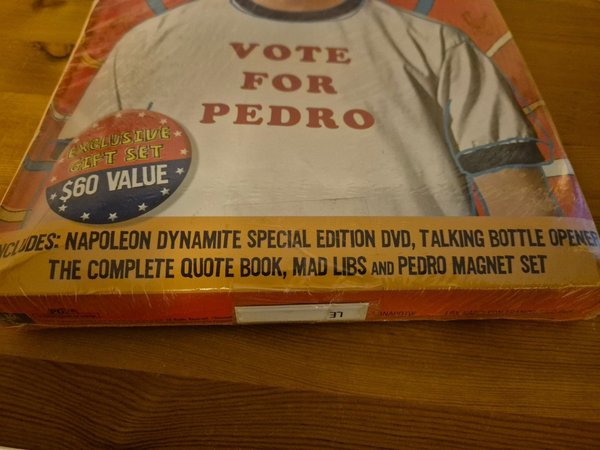 VOTE
FOR
PEDRO
EXCLUSIVE
GIFT SET
$60 VALUE
INCLUDES: NAPOLEON DYNAMITE SPECIAL EDITION DVD, TALKING BOTTLE OPENER
THE COMPLETE QUOTE BOOK, MAD LIBS AND PEDRO MAGNET SET